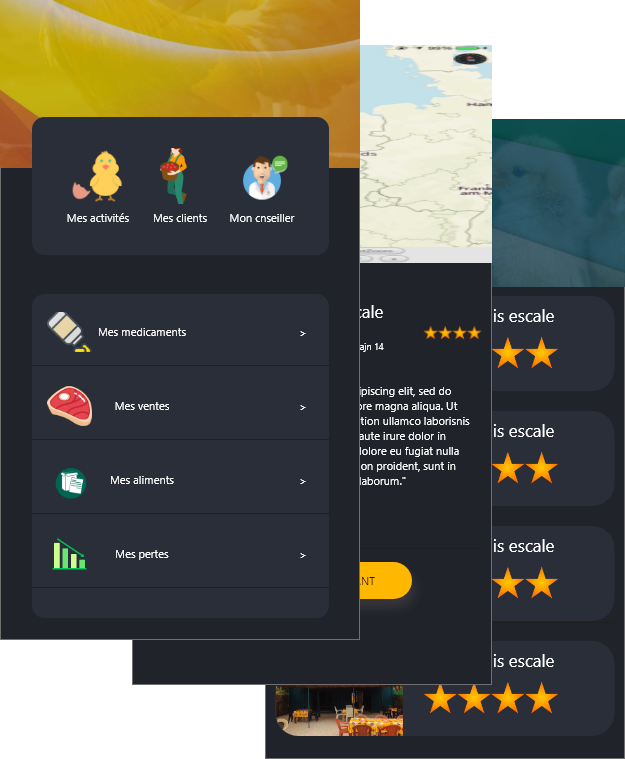 Mes activités
Mes clients
Mon cnseiller
Mes medicaments >
Mes ventes >
Mes aliments >
Mes pertes >
cale
ajn 14
ipiscing elit, sed do
ore magna aliqua. Ut
tion ullamco laborisnis
aute irure dolor in
dolore eu fugiat nulla
on proident, sunt in
laborum."
ANT
is escale
is escale
is escale
is escale